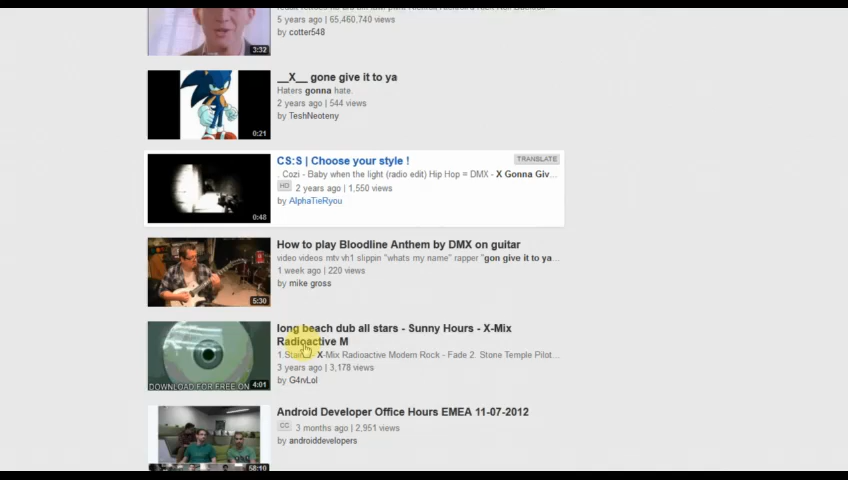 5 years ago | 65,460,740 views
3:32
by cotter548
__X__ gone give it to ya
Haters gonna hate.
2 years ago | 544 views
by TeshNeoteny
0:21
CS:S | Choose your style !
TRANSLATE
. Cozi - Baby when the light (radio edit) Hip Hop = DMX - X Gonna Giv...
HD 2 years ago | 1,550 views
by AlphaTieRyou
0:48
How to play Bloodline Anthem by DMX on guitar
video videos mtv vh1 slippin "whats my name" rapper "gon give it to ya...
1 week ago | 220 views
by mike gross
5:30
long beach dub all stars - Sunny Hours - X-Mix
Radioactive M
X-Mix Radioactive Modern Rock - Fade 2. Stone Temple Pilot...
3 years ago | 3,178 views
by G4rvLol
DOWNLOAD FOR FREE ON 4:01
Android Developer Office Hours EMEA 11-07-2012
CC 3 months ago | 2,951 views
by androiddevelopers
58:10